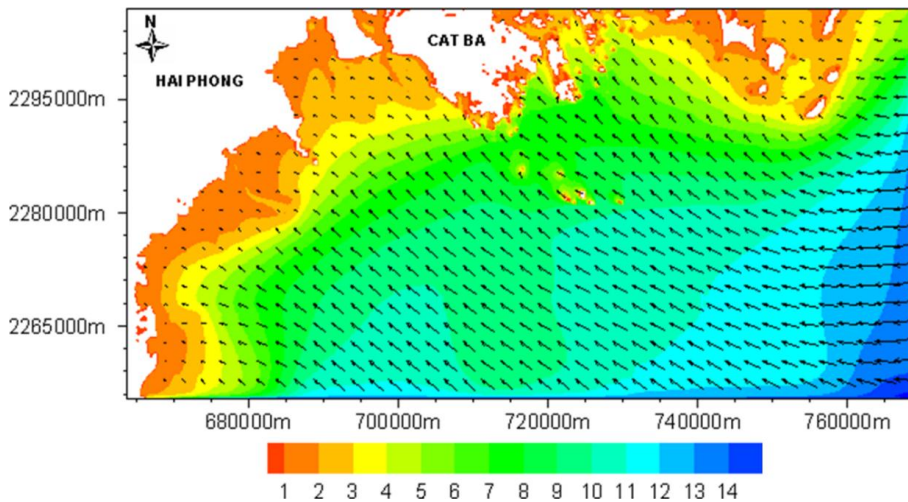 N
CAT BA
HAI PHONG
2295000m
2280000m
2265000m
680000m 700000m 720000m 740000m 760000m
1 2 3 4 5 6 7 8 9 10 11 12 13 14